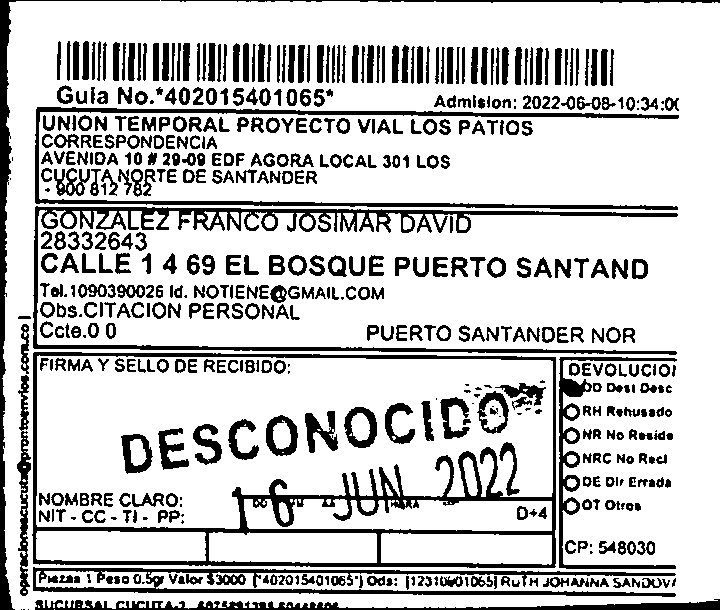 Guia No.*402015401065*
Admision: 2022-06-08-10:34:0
UNION TEMPORAL PROYECTO VIAL LOS PATIOS
CORRESPONDENCIA
AVENIDA 10 # 29-09 EDF AGORA LOCAL 301 LOS
CUCUTA NORTE DE SANTANDER
- 900 812 782
GONZALEZ FRANCO JOSIMAR DAVID
28332643
CALLE 1 4 69 EL BOSQUE PUERTO SANTAND
Tel.1090390026 Id. NOTIENE@GMAIL.COM
Obs.CITACION PERSONAL
Ccte.0 0
PUERTO SANTANDER NOR
operacionescucuta@prontoenvios.com.co
FIRMA Y SELLO DE RECIBIDO:
DESCONOCIDO
16 JUN 2022
NOMBRE CLARO:
NIT - CC - TI - PP:
D+4
DEVOLUCIO
DD Dest Desc
RH Rehusado
NR No Reside
NRC No Recl
DE Dir Errada
OT Otros
CP: 548030
Piezas 1 Peso 0.5gr Valor $3000 ("402015401065") Ods: RUTH JOHANNA SANDOV
SUCURSAL CUCUTA-2